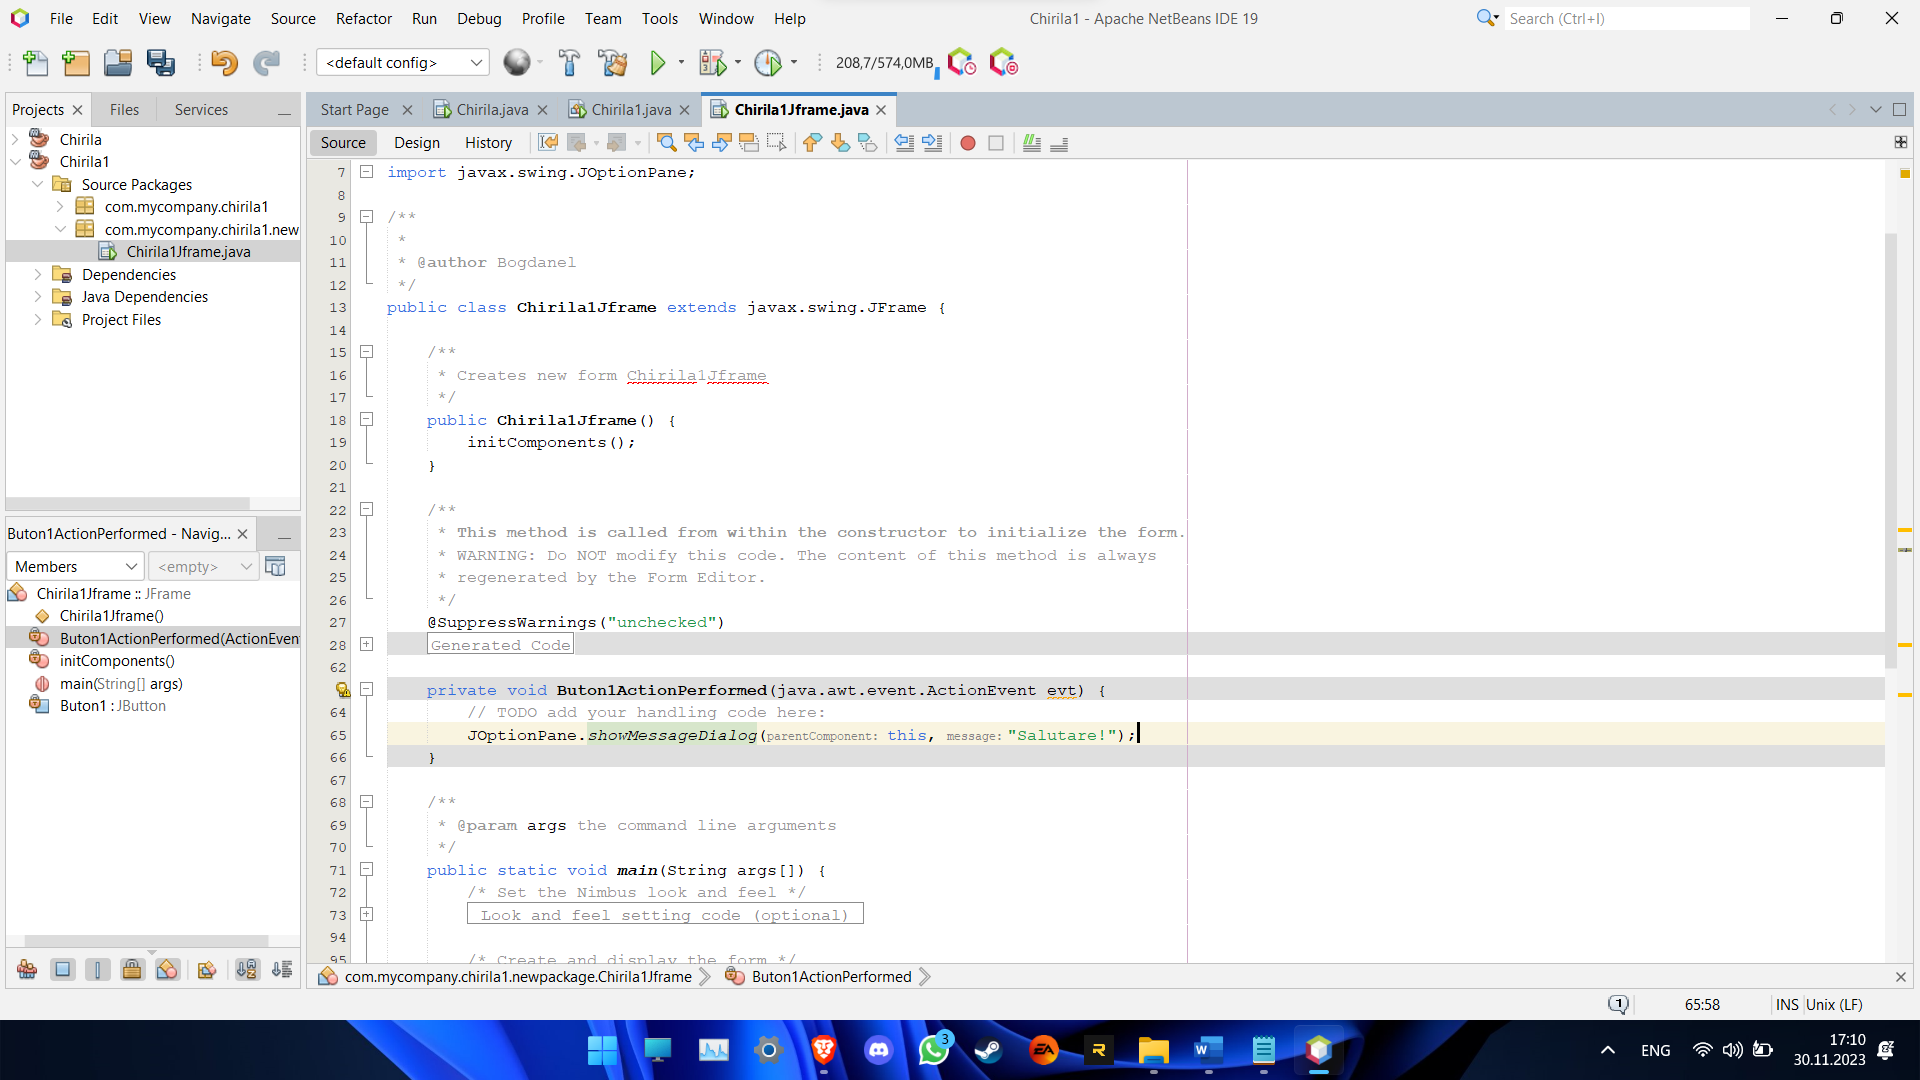 File Edit View Navigate Source Refactor Run Debug Profile Team Tools Window Help
Chirila1 - Apache NetBeans IDE 19
Search (Ctrl+I)
<default config>
208,7/574,0MB
Projects Files Services
Chirila
Chirila1
Source Packages
com.mycompany.chirila1
com.mycompany.chirila1.new
Chirila1Jframe.java
Dependencies
Java Dependencies
Project Files
Buton1ActionPerformed - Navig...
Members <empty>
Chirila1Jframe :: JFrame
Chirila1Jframe()
Buton1ActionPerformed(ActionEven
initComponents()
main(String[] args)
Buton1 : JButton
Start Page Chirila.java Chirila1.java Chirila1Jframe.java
Source Design History
7 import javax.swing.JOptionPane;
8
9 /**
10 *
11 * @author Bogdanel
12 */
13 public class Chirila1Jframe extends javax.swing.JFrame {
14
15 /**
16 * Creates new form Chirila1Jframe
17 */
18 public Chirila1Jframe() {
19 initComponents();
20 }
21
22 /**
23 * This method is called from within the constructor to initialize the form.
24 * WARNING: Do NOT modify this code. The content of this method is always
25 * regenerated by the Form Editor.
26 */
27 @SuppressWarnings("unchecked")
28 Generated Code
62
private void Buton1ActionPerformed(java.awt.event.ActionEvent evt) {
64 // TODO add your handling code here:
65 JOptionPane.showMessageDialog(parentComponent: this, message: "Salutare!");
66 }
67
68 /**
69 * @param args the command line arguments
70 */
71 public static void main(String args[]) {
72 /* Set the Nimbus look and feel */
73 Look and feel setting code (optional)
94
95 /* Create and display the form */
com.mycompany.chirila1.newpackage.Chirila1Jframe Buton1ActionPerformed
1 65:58 INS Unix (LF)
3
EA
R
W
ENG
17:10
30.11.2023